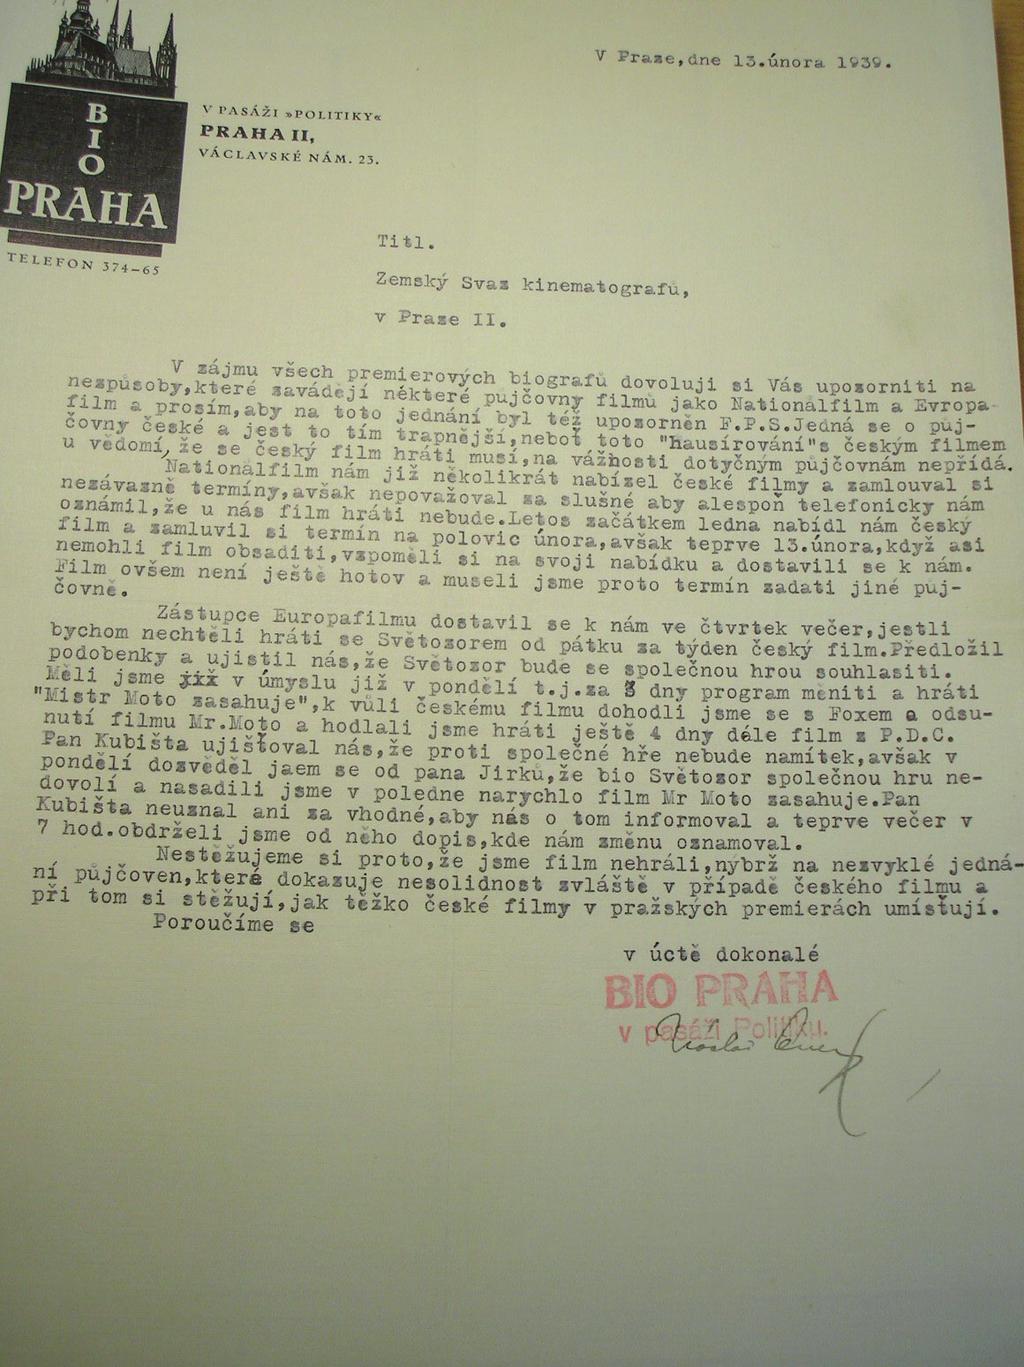 V Praze,dne 13.února 1939.
B
I
O
PRAHA
TELEFON 374-65
V PASÁŽI »POLITIKY«
PRAHA II,
VÁCLAVSKÉ NÁM. 23.
Titl.
Zemský Svaz kinematografů,
v Praze II.
V zájmu všech premierových biografů dovoluji si Vás upozorniti na
nezpůsoby,které zavádějí některé pujčovny filmů jako Nationalfilm a Evropa
film a prosím,aby na toto jednání byl též upozorněn F.P.S.Jedná se o půj-
čovny české a jest to tím trapnější,neboť toto "hausírování"s českým filmem
u vědomí, že se český film hráti musí,na vážnosti dotyčným půjčovnám nepřidá.
Nationalfilm nám již několikrát nabízel české filmy a zamlouval si
nezávazně termíny,avšak nepovažoval za slušné aby alespoň telefonicky nám
oznámil,že u nás film hráti nebude.Letos začátkem ledna nabídl nám český
film a zamluvil si termín na polovic února,avšak teprve 13.února,když asi
nemohli film obsaditi,vzpoměli si na svoji nabídku a dostavili se k nám.
Film ovšem není ještě hotov a museli jsme proto termín zadati jiné půj-
čovně.
Zástupce Europafilmu dostavil se k nám ve čtvrtek večer,jestli
bychom nechtěli hráti se Světozorem od pátku za týden český film.Předložil
podobenky a ujistil nás,že Světozor bude se společnou hrou souhlasiti.
Měli jsme již v úmyslu již v pondělí t.j.za 3 dny program měniti a hráti
"Mistr Moto zasahuje",k vůli českému filmu dohodli jsme se s Foxem o odsu-
nutí filmu Mr.Moto a hodlali jsme hráti ještě 4 dny déle film z P.D.C.
Pan Kubišta ujišťoval nás,že proti společné hře nebude namítek,avšak v
pondělí dozvěděl jaem se od pana Jirků,že bio Světozor společnou hru ne-
dovolí a nasadili jsme v poledne narychlo film Mr Moto zasahuje.Pan
Kubišta neuznal ani za vhodné,aby nás o tom informoval a teprve večer v
7 hod.obdrželi jsme od něho dopis,kde nám změnu oznamoval.
Nestěžujeme si proto,že jsme film nehráli,nýbrž na nezvyklé jedná-
ní půjčoven,které dokazuje nesolidnost zvláště v případě českého filmu a
při tom si stěžují,jak těžko české filmy v pražských premierách umísťují.
Poroučíme se
v úctě dokonalé
BIO PRAHA
v pasáži Politiky.